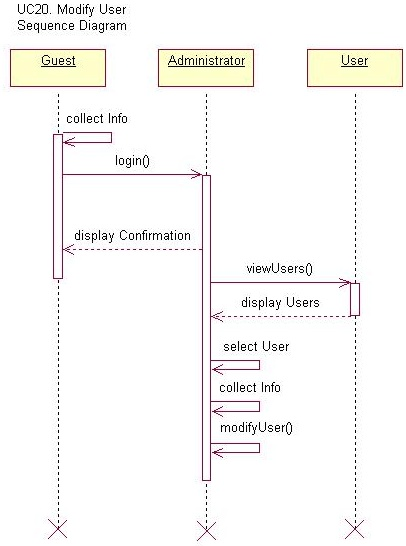 UC20. Modify User
Sequence Diagram
Guest
Administrator
User
collect Info
login()
display Confirmation
viewUsers()
display Users
select User
collect Info
modifyUser()